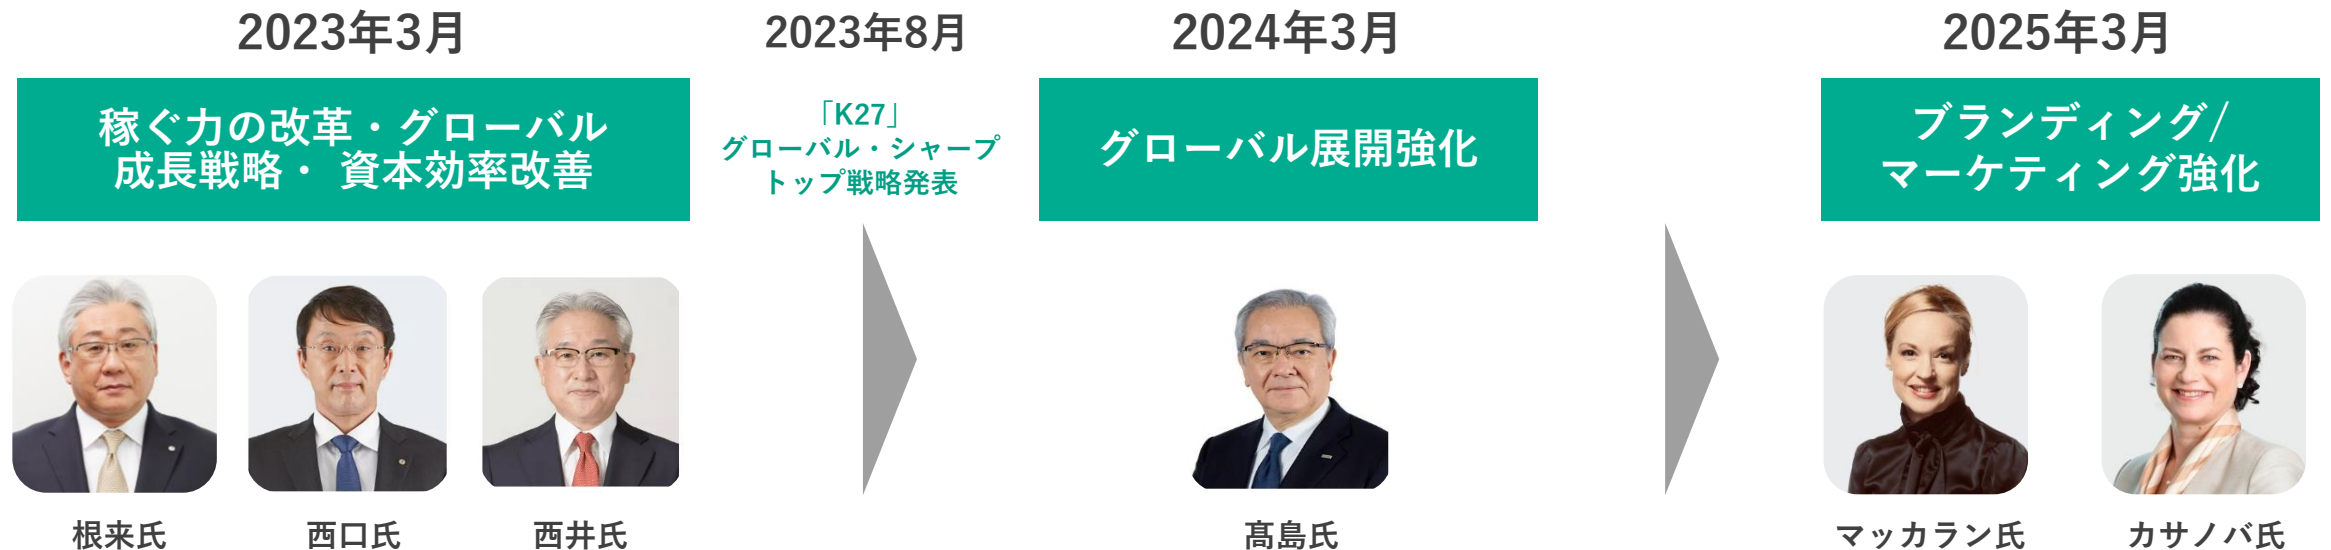 2023年3月
稼ぐ力の改革・グローバル
成長戦略・ 資本効率改善
根来氏
西口氏
西井氏
2023年8月
「K27」
グローバル・シャープ
トップ戦略発表
2024年3月
グローバル展開強化
髙島氏
2025年3月
ブランディング/
マーケティング強化
マッカラン氏
カサノバ氏